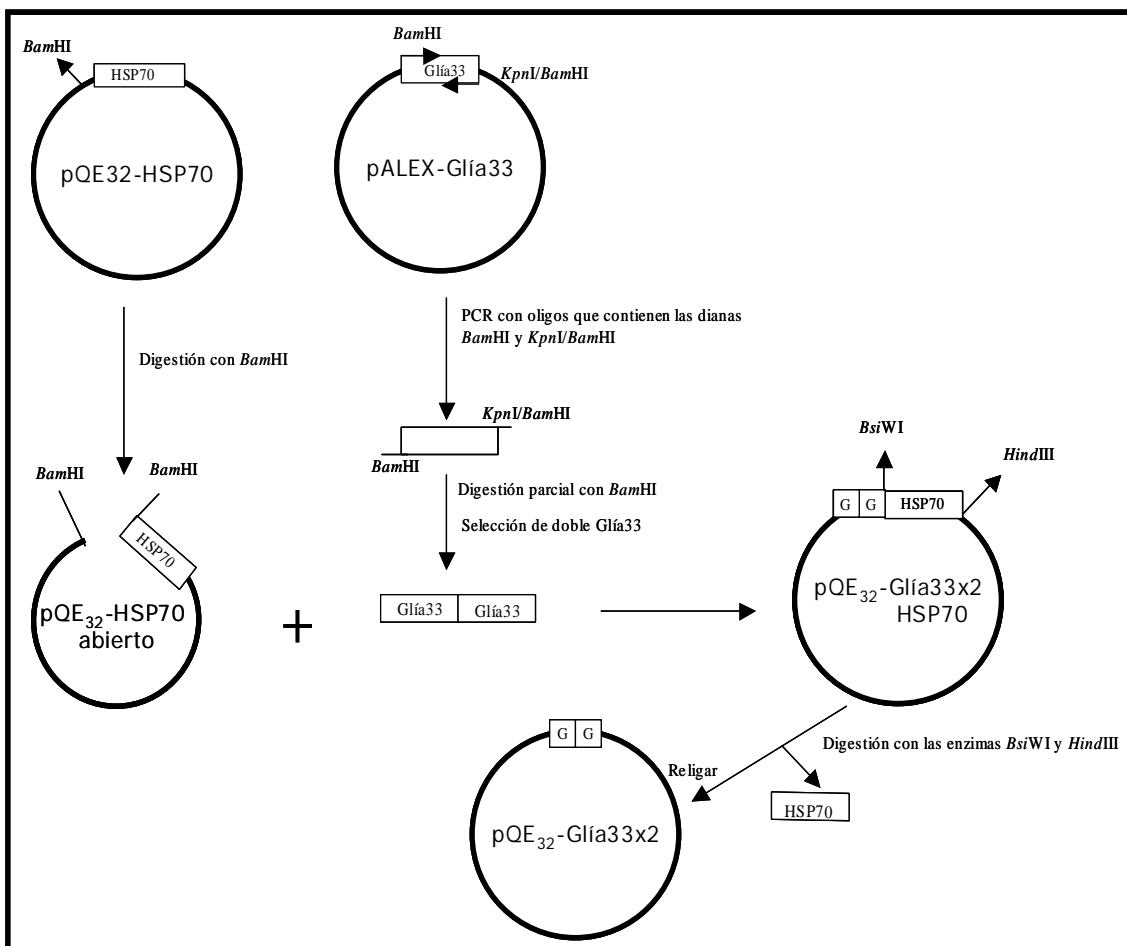 BamHI
HSP70
pQE32-HSP70
BamHI
Glía33
KpnI/BamHI
pALEX-Glía33
Digestión con BamHI
PCR con oligos que contienen las dianas
BamHI y KpnI/BamHI
KpnI/BamHI
BamHI
Digestión parcial con BamHI
Selección de doble Glía33
BamHI
BamHI
HSP70
pQE32-HSP70
abierto
+
Glía33
Glía33
BsiWI
HindIII
G
G
HSP70
pQE32-Glía33x2
HSP70
Digestión con las enzimas BsiWI y HindIII
Religar
HSP70
G
G
pQE32-Glía33x2